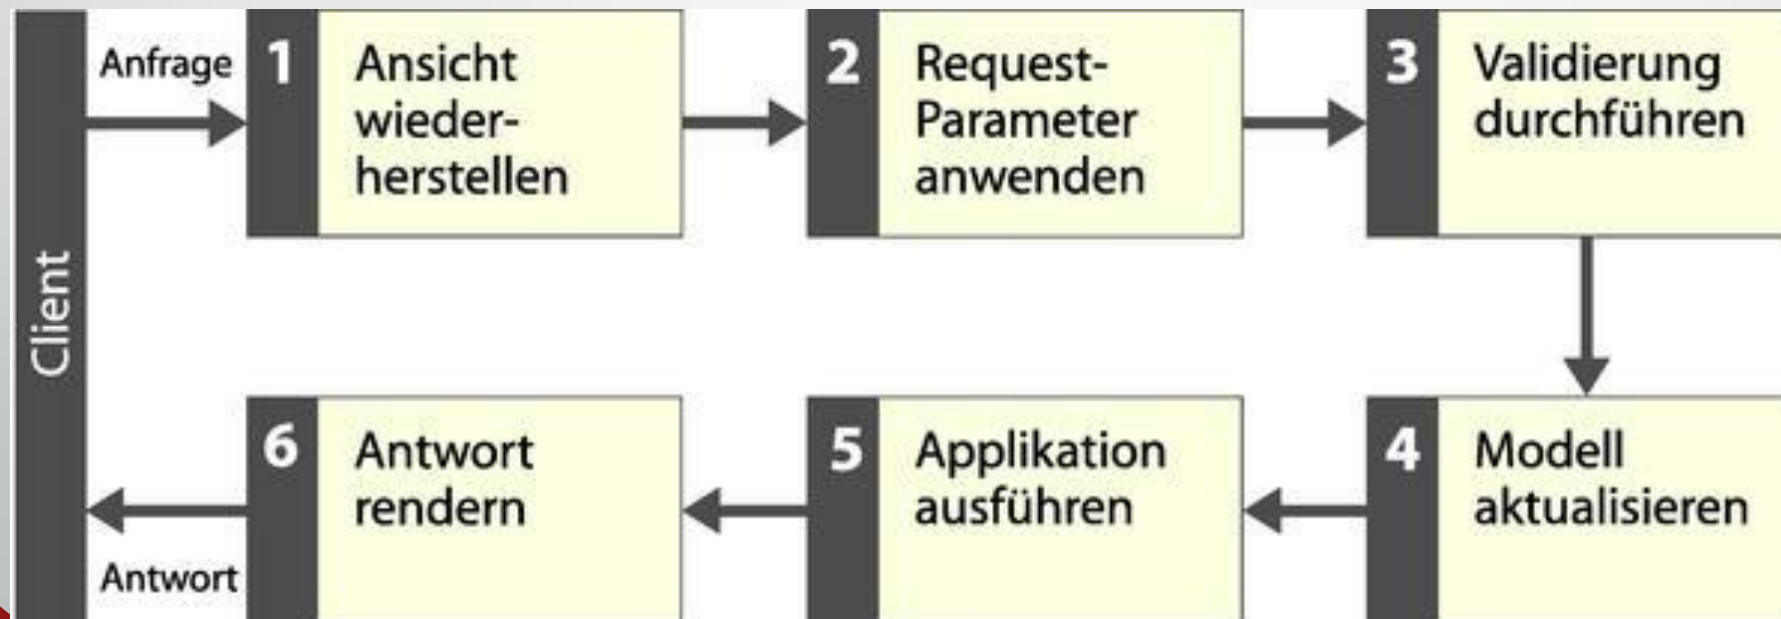 Client
Anfrage
1
Ansicht
wieder-
herstellen
2
Request-
Parameter
anwenden
3
Validierung
durchführen
4
Modell
aktualisieren
5
Applikation
ausführen
6
Antwort
rendern
Antwort